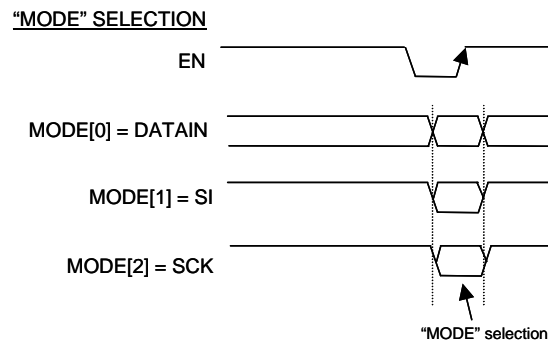 “MODE” SELECTION
EN
MODE[0] = DATAIN
MODE[1] = SI
MODE[2] = SCK
“MODE” selection